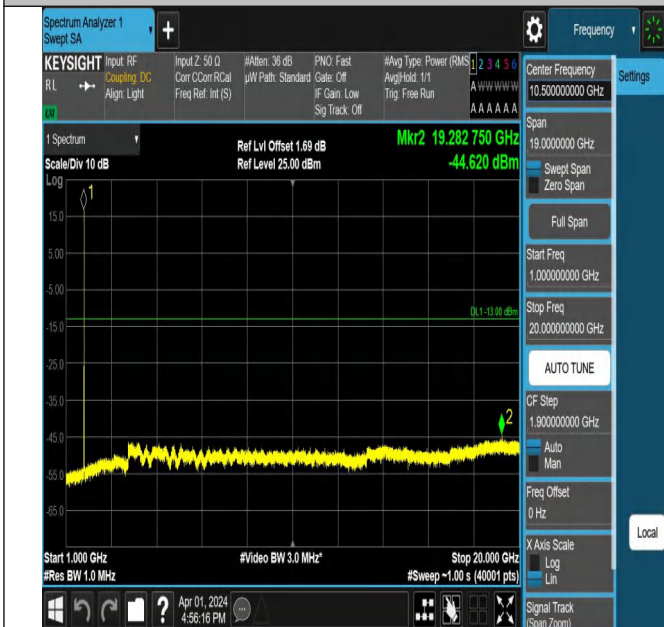 Spectrum Analyzer 1
Swept SA
Frequency
KEYSIGHT
RL
LXI
Input: RF
Coupling: DC
Align: Light
Input Z: 50 Ω
Corr CCorr RCal
Freq Ref: Int (S)
#Atten: 36 dB
µW Path: Standard
PNO: Fast
Gate: Off
IF Gain: Low
Sig Track: Off
#Avg Type: Power (RMS
Avg|Hold: 1/1
Trig: Free Run
1 2 3 4 5 6
A W W W W W
A A A A A A
1 Spectrum
Scale/Div 10 dB
Log
Ref Lvl Offset 1.69 dB
Ref Level 25.00 dBm
Mkr2 19.282 750 GHz
-44.620 dBm
1
15.0
5.00
-5.00
DL1 -13.00 dBm
-15.0
-25.0
-35.0
2
-45.0
-55.0
-65.0
Start 1.000 GHz
#Res BW 1.0 MHz
#Video BW 3.0 MHz*
Stop 20.000 GHz
#Sweep ~1.00 s (40001 pts)
?
Apr 01, 2024
4:56:16 PM
Center Frequency
10.500000000 GHz
Settings
Span
19.0000000 GHz
Swept Span
Zero Span
Full Span
Start Freq
1.000000000 GHz
Stop Freq
20.000000000 GHz
AUTO TUNE
CF Step
1.900000000 GHz
Auto
Man
Freq Offset
0 Hz
Local
X Axis Scale
Log
Lin
Signal Track
(Span Zoom)